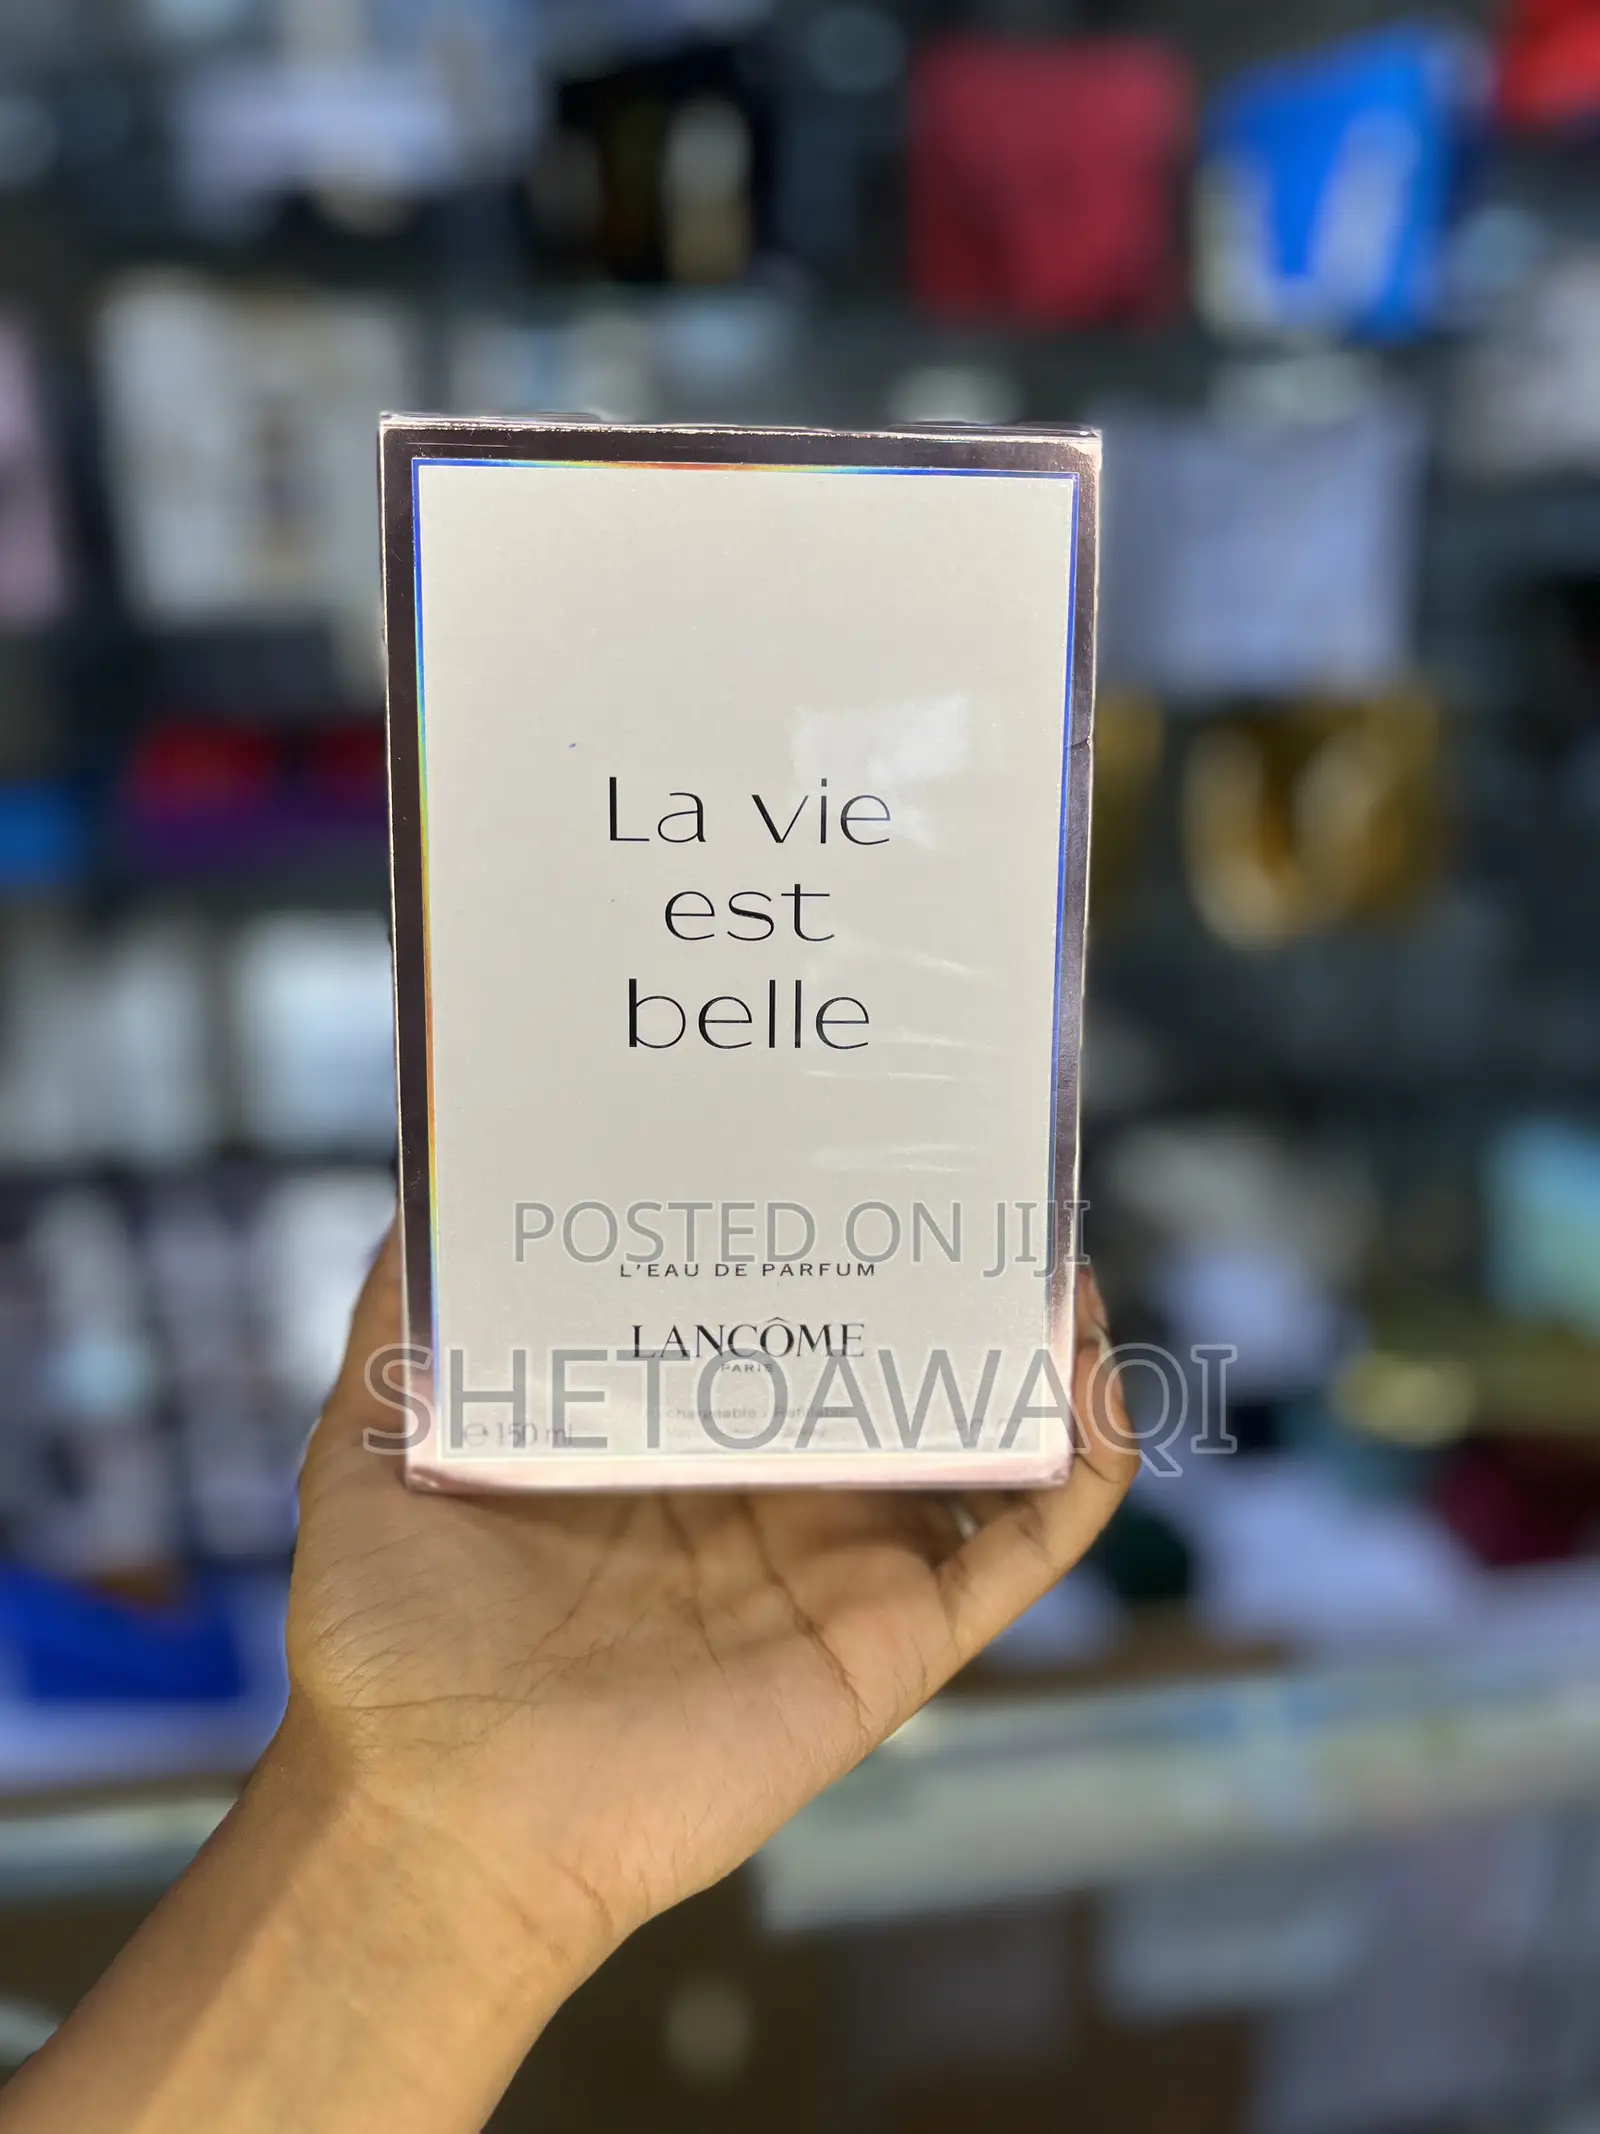 La vie
est
belle
POSTED ON JIJI
L'EAU DE PARFUM
LANCÔME
PARIS
SHETOAWAQI
e 150 ml